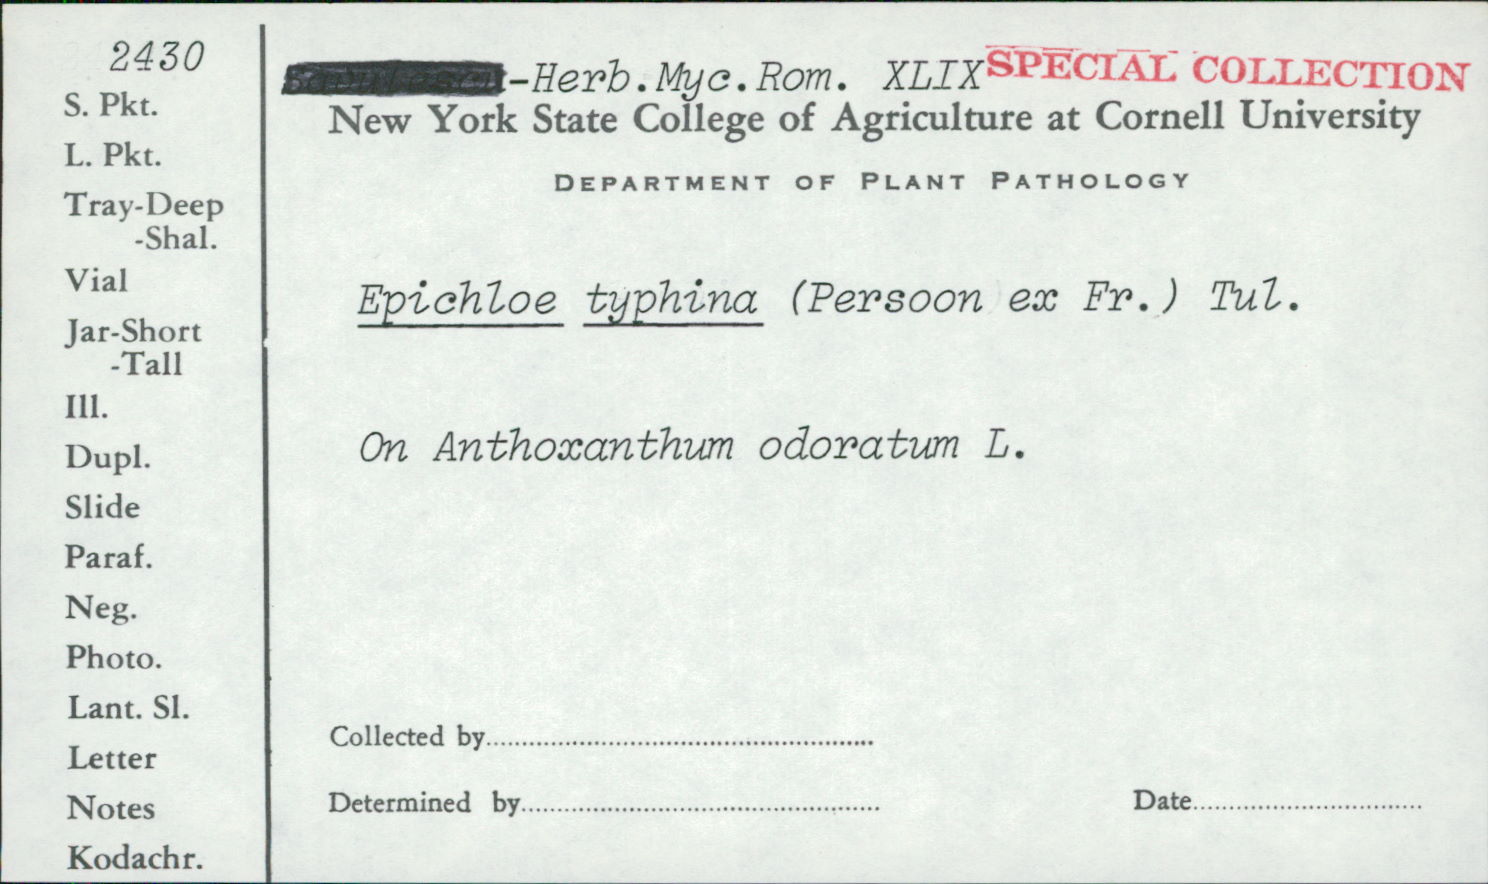 2430
S. Pkt.
L. Pkt.
Tray-Deep
-Shal.
Vial
Jar-Short
-Tall
Ill.
Dupl.
Slide
Paraf.
Neg.
Photo.
Lant. Sl.
Letter
Notes
Kodachr.
-Herb.Myc.Rom. XLIX SPECIAL COLLECTION
New York State College of Agriculture at Cornell University
DEPARTMENT OF PLANT PATHOLOGY
Epichloe typhina (Persoon ex Fr.) Tul.
On Anthoxanthum odoratum L.
Collected by
Determined by
Date